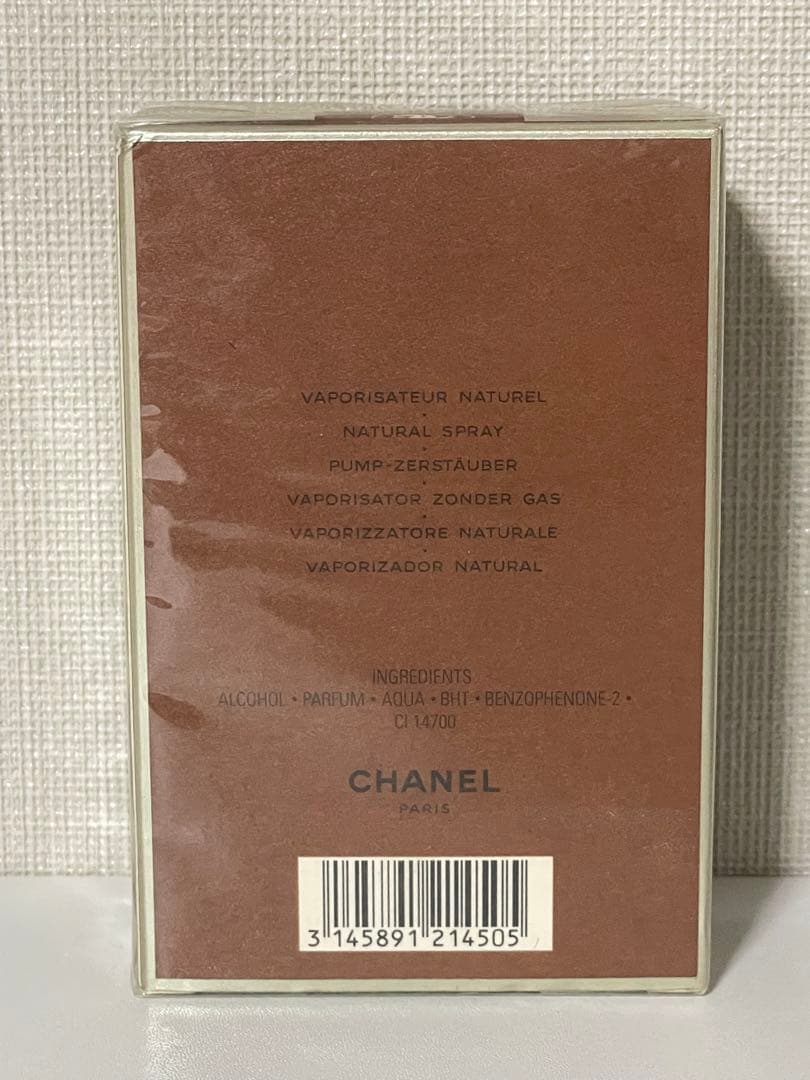 VAPORISATEUR NATUREL
•
NATURAL SPRAY
•
PUMP-ZERSTÄUBER
•
VAPORISATOR ZONDER GAS
•
VAPORIZZATORE NATURALE
•
VAPORIZADOR NATURAL
INGREDIENTS
ALCOHOL • PARFUM • AQUA • BHT • BENZOPHENONE-2 •
CI 14700
CHANEL
PARIS
3 145891 214505